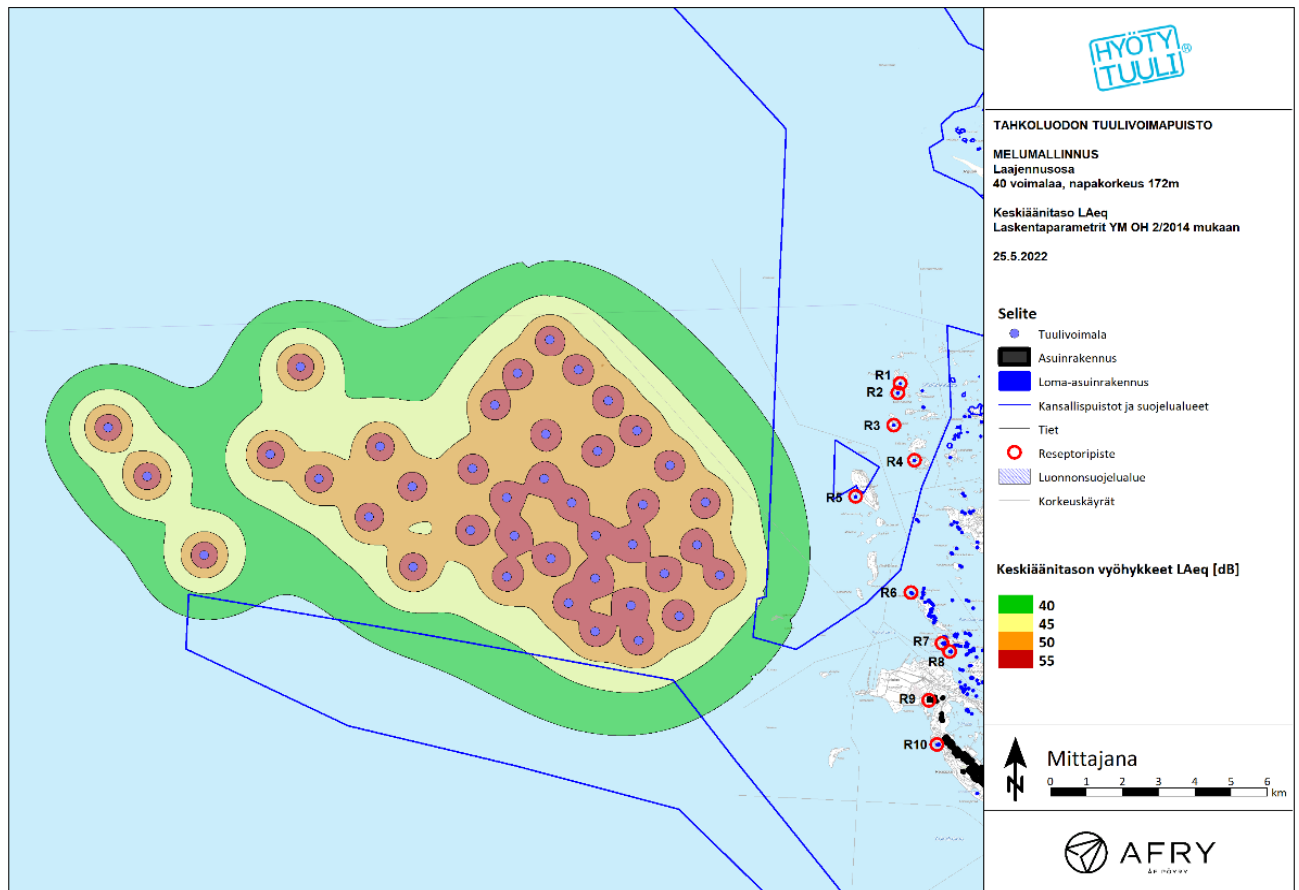 HYÖTY
TUULI
®
TAHKOLUODON TUULIVOIMAPUISTO
MELUMALLINNUS
Laajennusosa
40 voimalaa, napakorkeus 172m
Keskiäänitaso LAeq
Laskentaparametrit YM OH 2/2014 mukaan
25.5.2022
Selite
Tuulivoimala
Asuinrakennus
Loma-asuinrakennus
Kansallispuistot ja suojelualueet
Tiet
Reseptoripiste
Luonnonsuojelualue
Korkeuskäyrät
Keskiäänitason vyöhykkeet LAeq [dB]
40
45
50
55
N
Mittajana
0 1 2 3 4 5 6
km
AFRY
ÅF PÖYRY
R1
R2
R3
R4
R5
R6
R7
R8
R9
R10